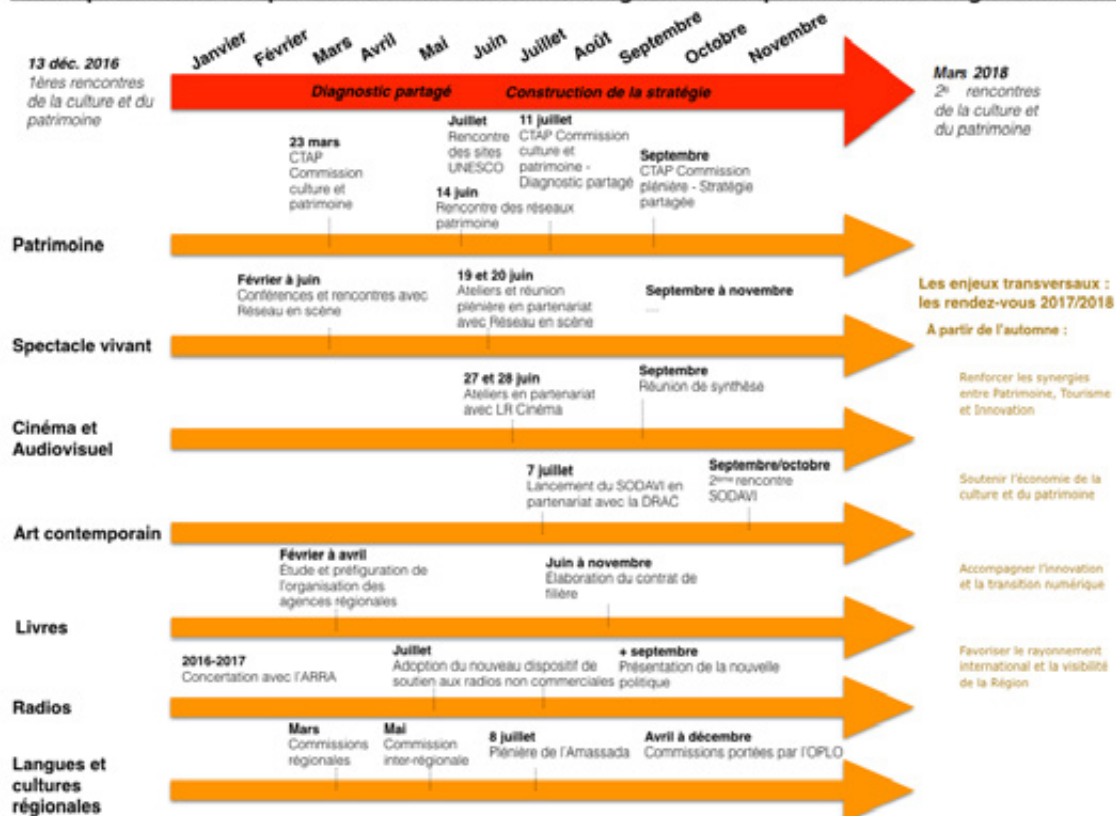 Janvier Février Mars Avril Mai Juin Juillet Août Septembre Octobre Novembre
13 déc. 2016
1ères rencontres
de la culture et du
patrimoine
Diagnostic partagé
Construction de la stratégie
Mars 2018
2e rencontres
de la culture et
du patrimoine
Patrimoine
23 mars
CTAP
Commission
culture et
patrimoine
Juillet
Rencontre
des sites
UNESCO
14 juin
Rencontre des réseaux
patrimoine
11 juillet
CTAP Commission
culture et
patrimoine -
Diagnostic partagé
Septembre
CTAP Commission
plénière - Stratégie
partagée
Spectacle vivant
Février à juin
Conférences et rencontres avec
Réseau en scène
19 et 20 juin
Ateliers et réunion
plénière en partenariat
avec Réseau en scène
Septembre à novembre
....
Cinéma et
Audiovisuel
27 et 28 juin
Ateliers en partenariat
avec LR Cinéma
Septembre
Réunion de synthèse
Art contemporain
7 juillet
Lancement du SODAVI en
partenariat avec la DRAC
Septembre/octobre
2ème rencontre
SODAVI
Livres
Février à avril
Étude et préfiguration de
l'organisation des
agences régionales
Juin à novembre
Élaboration du contrat de
filière
Radios
2016-2017
Concertation avec l'ARRA
Juillet
Adoption du nouveau dispositif de
soutien aux radios non commerciales
+ septembre
Présentation de la nouvelle
politique
Langues et
cultures
régionales
Mars
Commissions
régionales
Mai
Commission
inter-régionale
8 juillet
Plénière de l'Amassada
Avril à décembre
Commissions portées par l'OPLO
Les enjeux transversaux :
les rendez-vous 2017/2018
A partir de l'automne :
Renforcer les synergies
entre Patrimoine, Tourisme
et Innovation
Soutenir l'économie de la
culture et du patrimoine
Accompagner l'innovation
et la transition numérique
Favoriser le rayonnement
international et la visibilité
de la Région